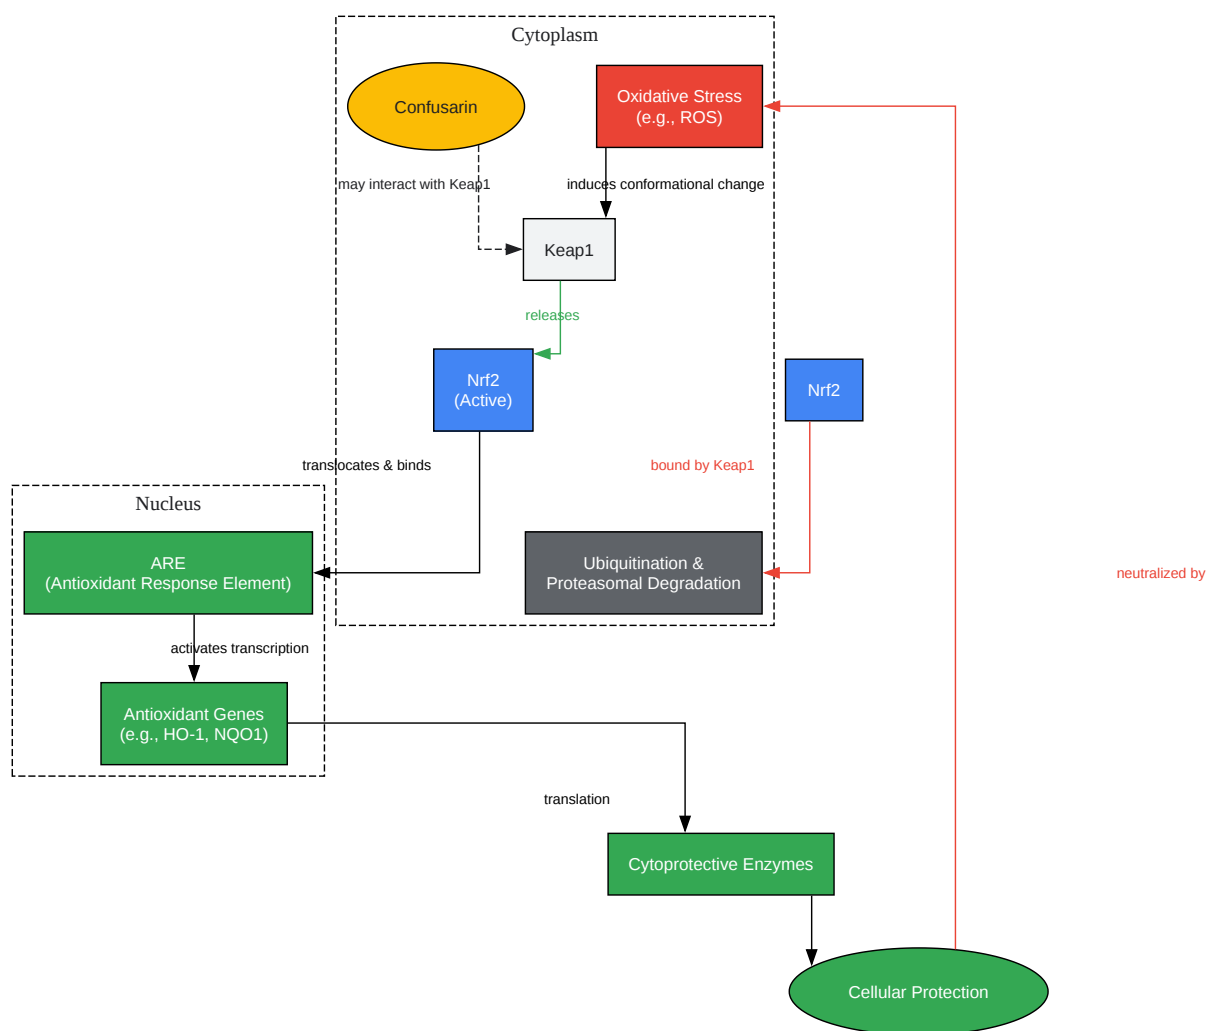 Cytoplasm
Confusarin
Oxidative Stress
(e.g., ROS)
may interact with Keap1
induces conformational change
Keap1
releases
Nrf2
(Active)
Nrf2
translocates & binds
bound by Keap1
Nucleus
ARE
(Antioxidant Response Element)
Ubiquitination &
Proteasomal Degradation
neutralized by
activates transcription
Antioxidant Genes
(e.g., HO-1, NQO1)
translation
Cytoprotective Enzymes
Cellular Protection